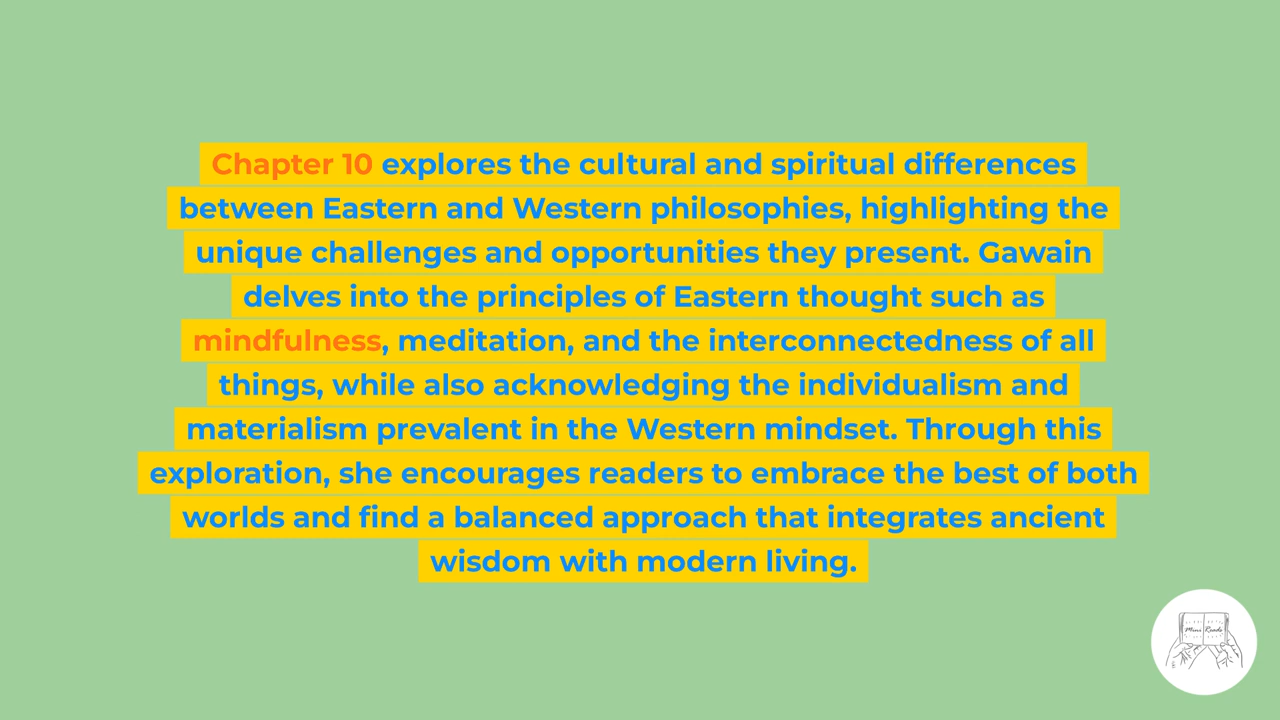 Chapter 10 explores the cultural and spiritual differences
between Eastern and Western philosophies, highlighting the
unique challenges and opportunities they present. Gawain
delves into the principles of Eastern thought such as
mindfulness, meditation, and the interconnectedness of all
things, while also acknowledging the individualism and
materialism prevalent in the Western mindset. Through this
exploration, she encourages readers to embrace the best of both
worlds and find a balanced approach that integrates ancient
wisdom with modern living.
Mini Reads